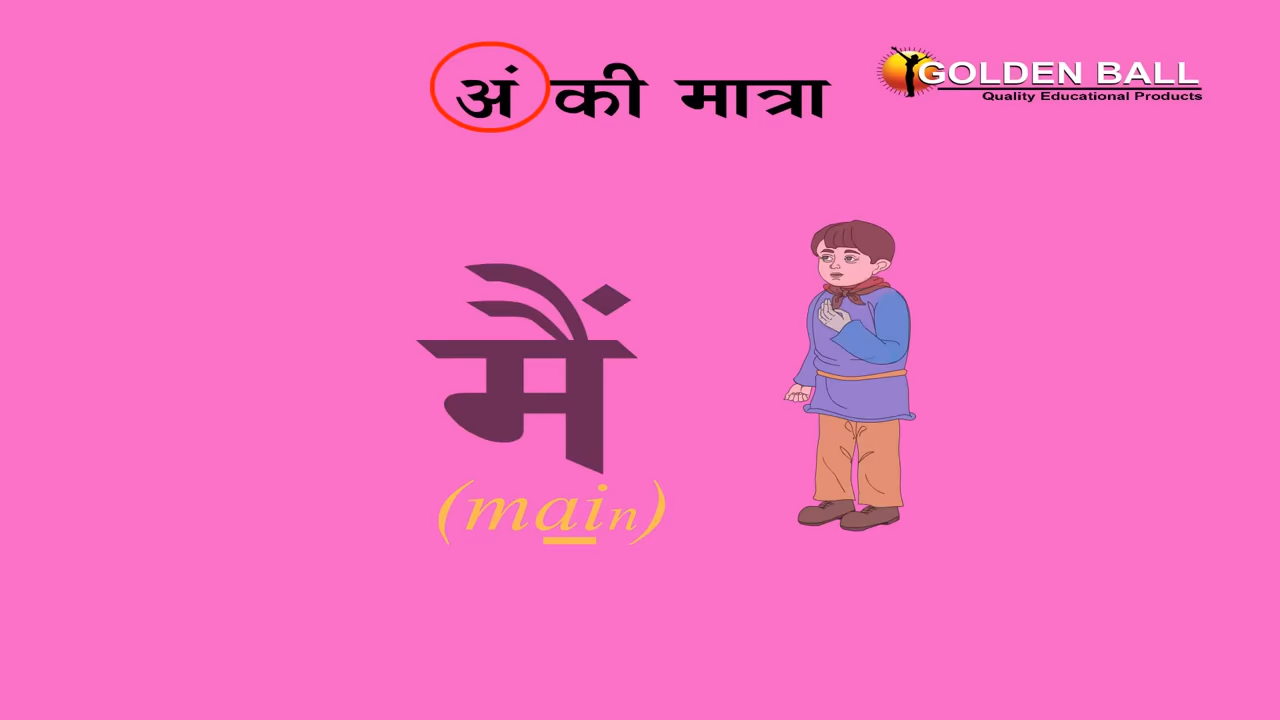 अं की मात्रा
GOLDEN BALL
Quality Educational Products
मैं
(main)